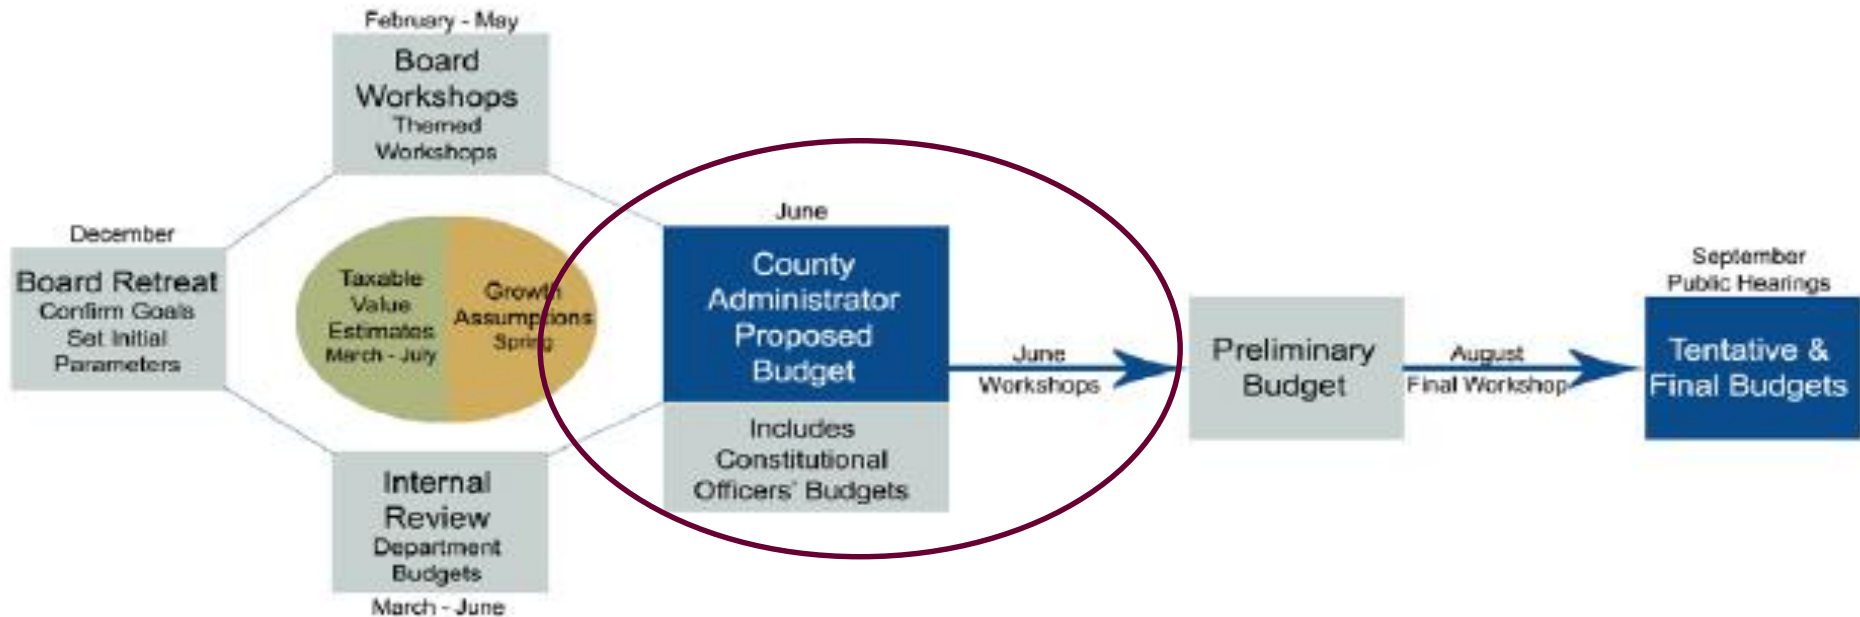 February - May
Board
Workshops
Themed
Workshops
December
Board Retreat
Confirm Goals
Set Initial
Parameters
Taxable
Value
Estimates
March - July
Growth
Assumptions
Spring
Internal
Review
Department
Budgets
March - June
June
County
Administrator
Proposed
Budget
Includes
Constitutional
Officers' Budgets
June
Workshops
Preliminary
Budget
August
Final Workshop
September
Public Hearings
Tentative &
Final Budgets